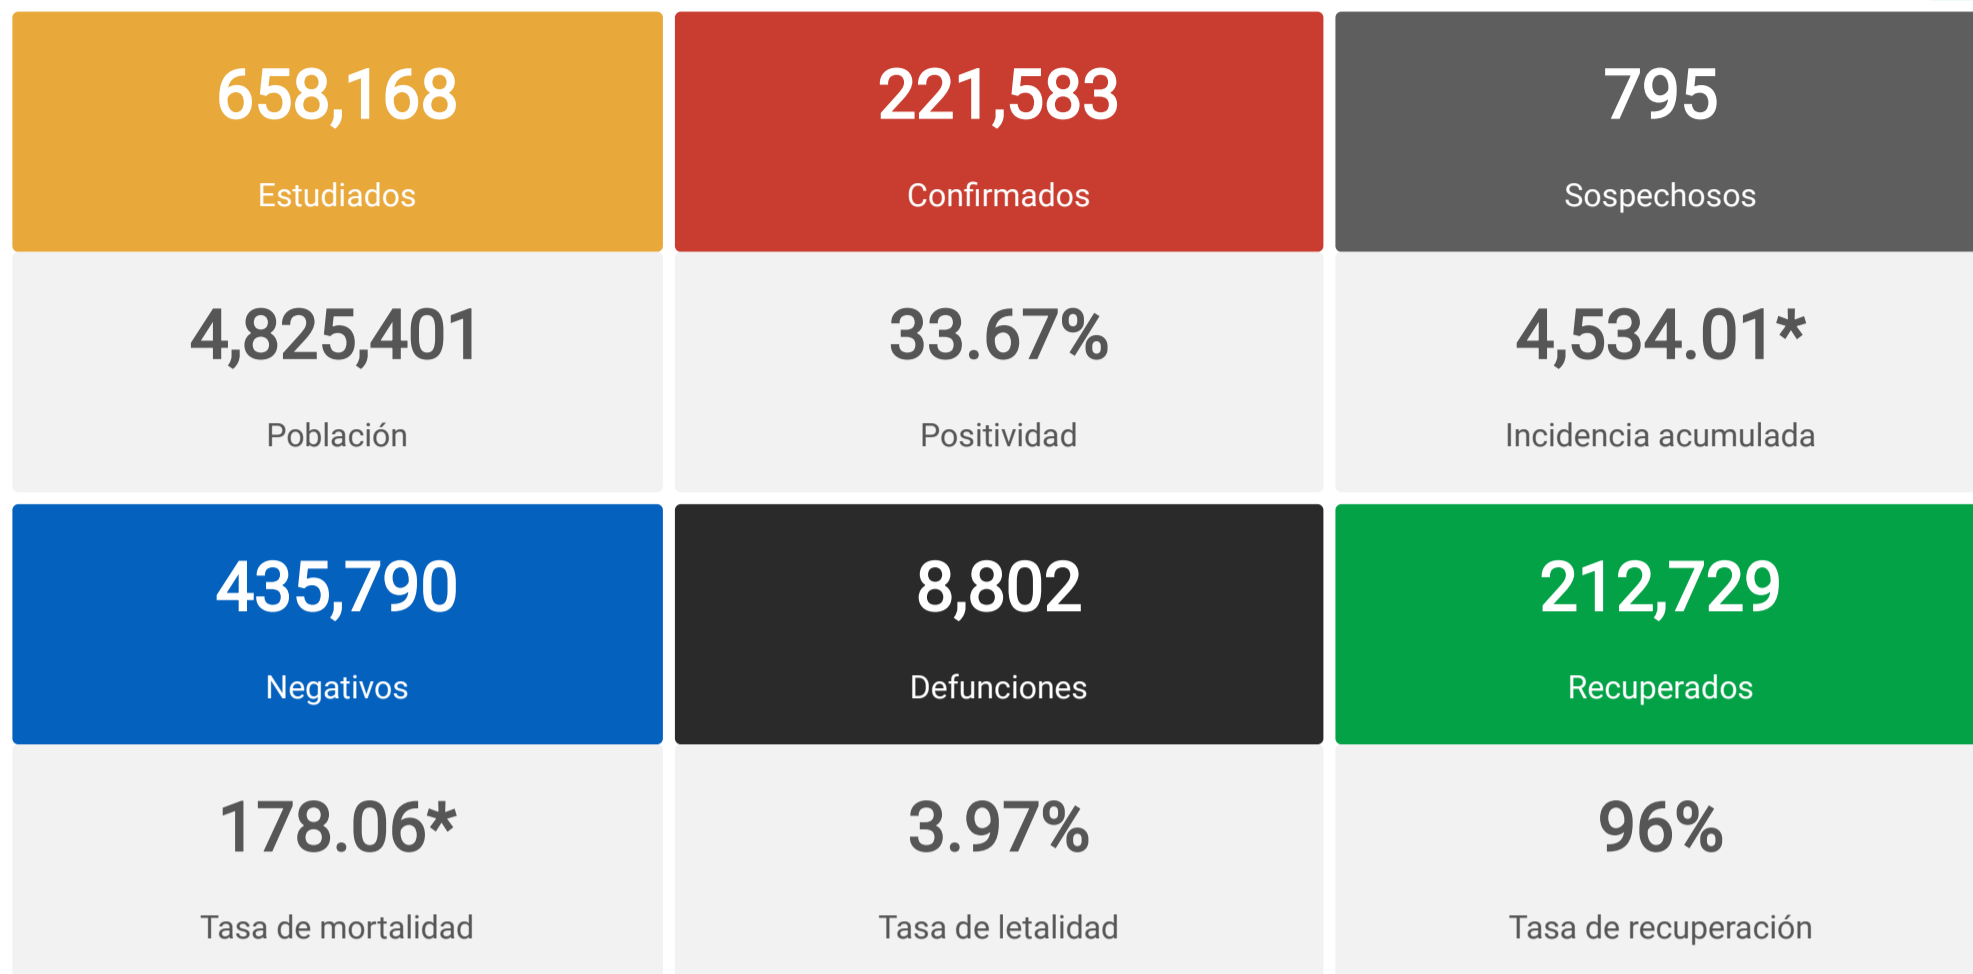 658,168
Estudiados
221,583
Confirmados
795
Sospechosos
4,825,401
Población
33.67%
Positividad
4,534.01*
Incidencia acumulada
435,790
Negativos
8,802
Defunciones
212,729
Recuperados
178.06*
Tasa de mortalidad
3.97%
Tasa de letalidad
96%
Tasa de recuperación